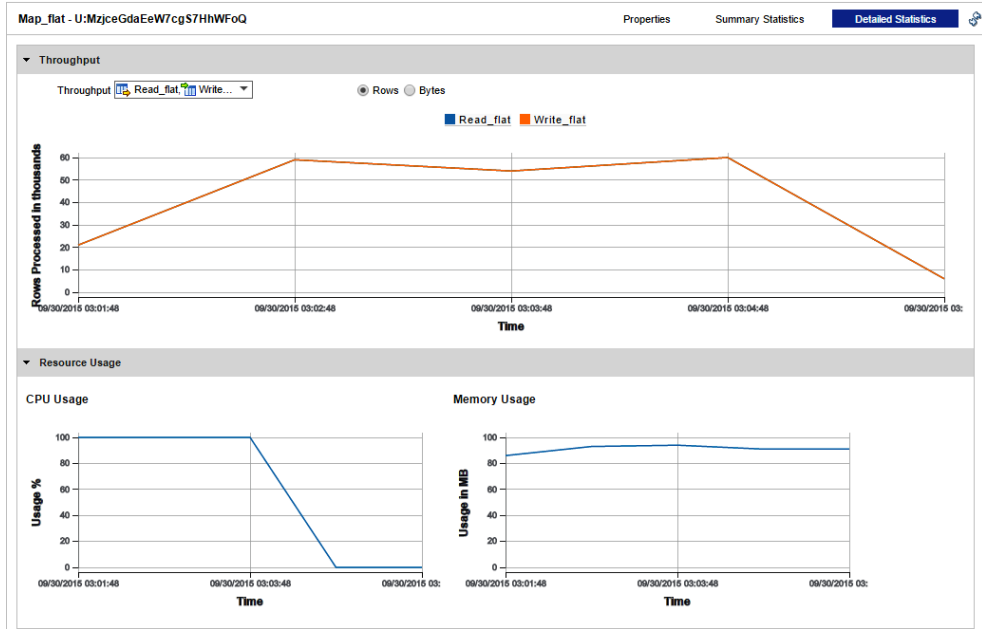 Map_flat - U:MzjceGdaEeW7cgS7HhWFoQ
Properties
Summary Statistics
Detailed Statistics
Throughput
Throughput
Read_flat, Write...
Rows
Bytes
Read_flat
Write_flat
Rows Processed in thousands
60
50
40
30
20
10
0
09/30/2015 03:01:48
09/30/2015 03:02:48
09/30/2015 03:03:48
09/30/2015 03:04:48
09/30/2015 03:
Time
Resource Usage
CPU Usage
Usage %
100
80
60
40
20
0
09/30/2015 03:01:48
09/30/2015 03:03:48
09/30/2015 03:
Time
Memory Usage
Usage in MB
100
80
60
40
20
0
09/30/2015 03:01:48
09/30/2015 03:03:48
09/30/2015 03:
Time